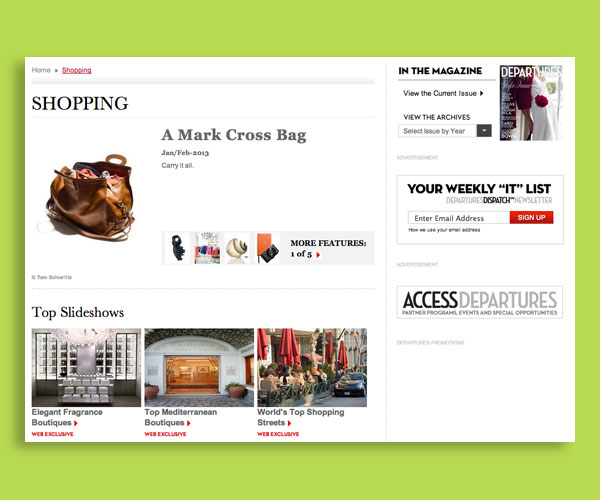 Home ▸ Shopping
SHOPPING
A Mark Cross Bag
Jan/Feb-2013
Carry it all.
MORE FEATURES:
1 of 5
© Tom Schierlitz
Top Slideshows
Elegant Fragrance
Boutiques
WEB EXCLUSIVE
Top Mediterranean
Boutiques
WEB EXCLUSIVE
World's Top Shopping
Streets
WEB EXCLUSIVE
IN THE MAGAZINE
View the Current Issue
VIEW THE ARCHIVES
Select Issue by Year
DEPARTURES
Style Issue
ADVERTISEMENT
YOUR WEEKLY “IT” LIST
DEPARTURESDISPATCH NEWSLETTER
Enter Email Address
SIGN UP
How we use your email address
ADVERTISEMENT
ACCESSDEPARTURES
PARTNER PROGRAMS, EVENTS AND SPECIAL OPPORTUNITIES
DEPARTURES PROMOTIONS